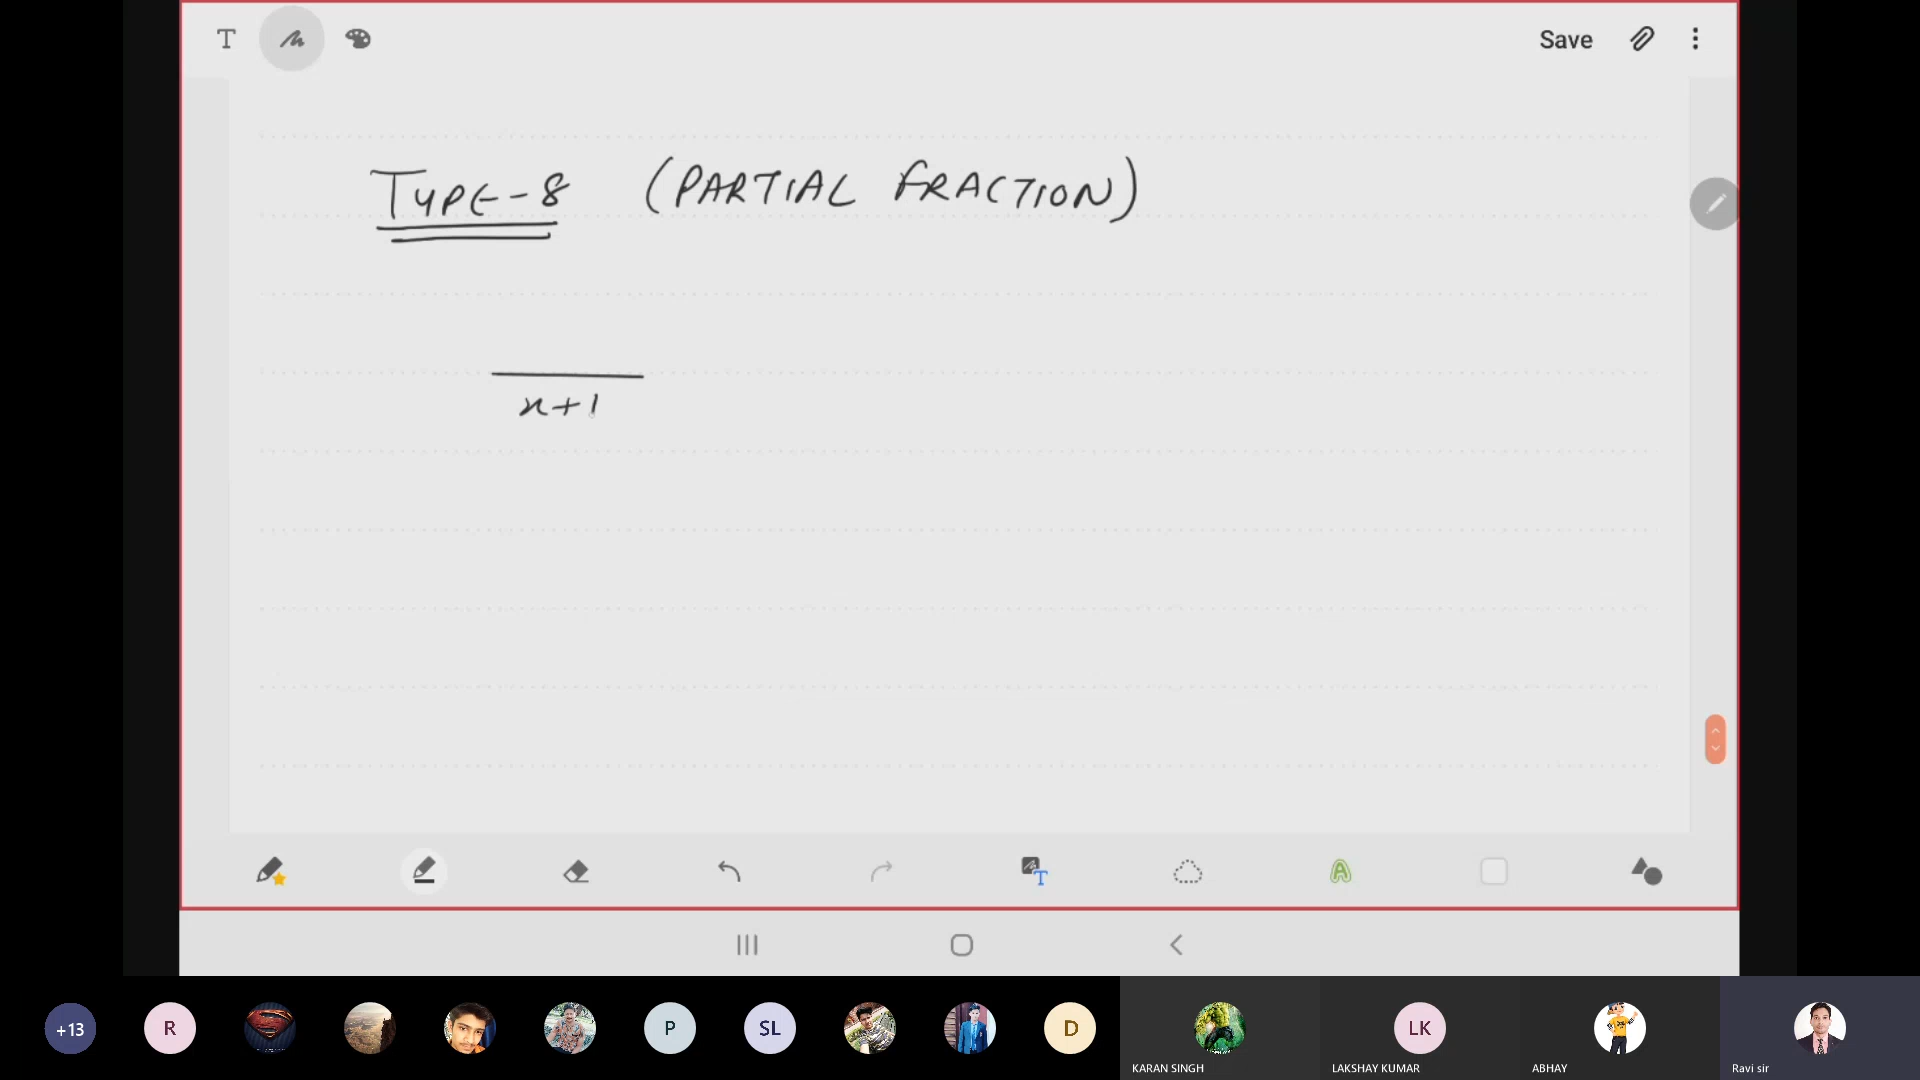 T
Save
TYPE-8 (PARTIAL FRACTION)
x+1
T
A
+13
R
P
SL
D
LK
KARAN SINGH
LAKSHAY KUMAR
ABHAY
Ravi sir